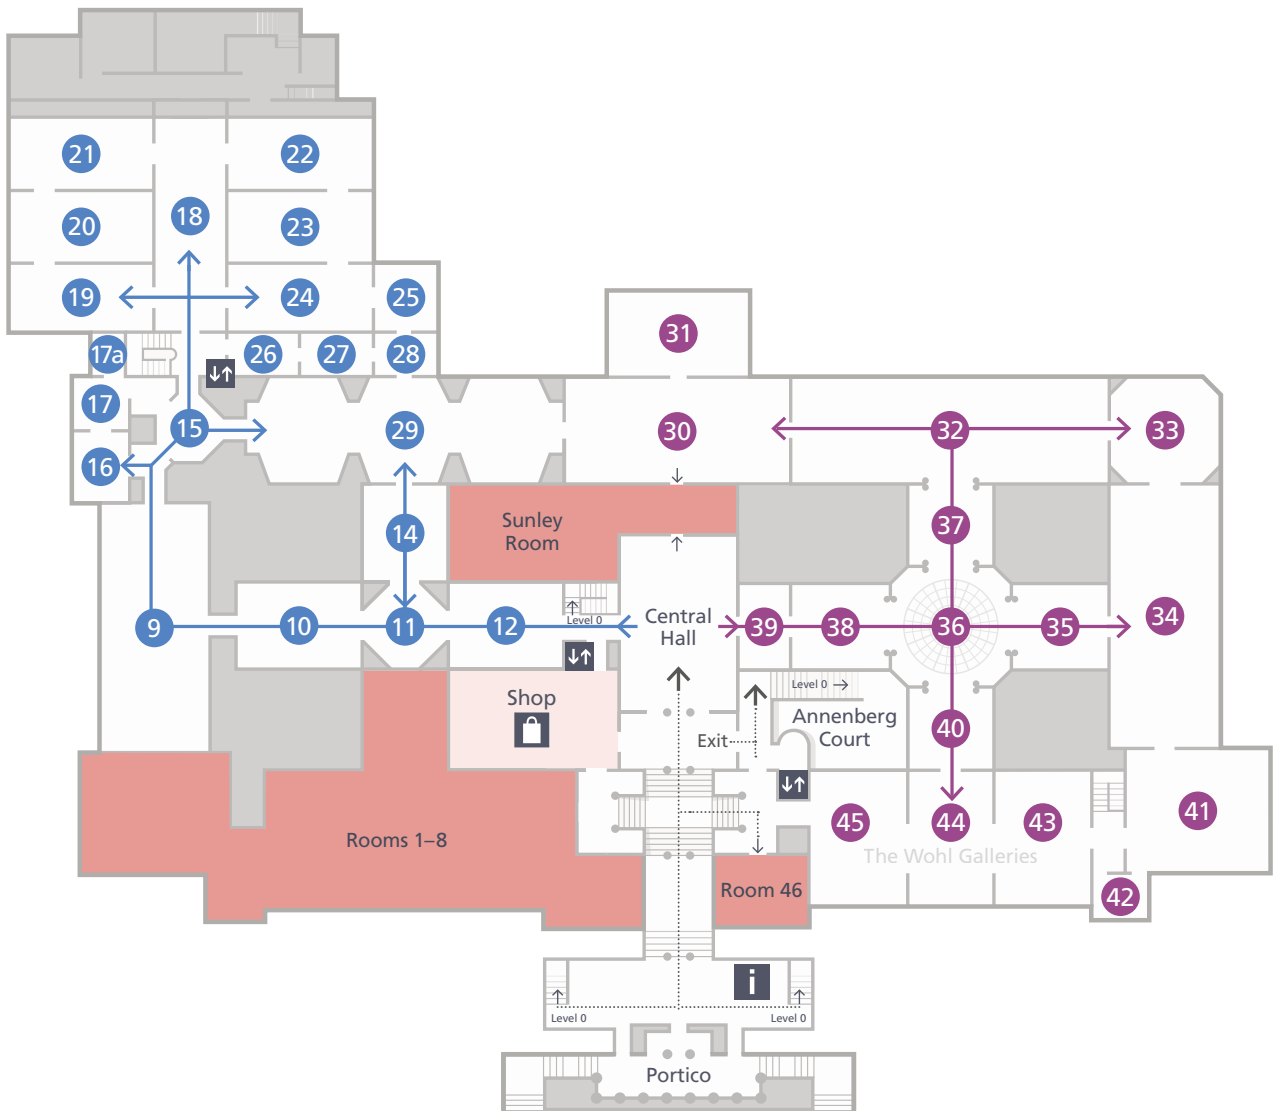 21
22
18
20
23
19
24
25
31
17a
26
27
28
17
15
29
30
32
33
16
Sunley
Room
37
14
9
10
11
12
Level 0
Central
Hall
39
38
36
35
34
Shop
Level 0
Annenberg
Court
Exit
40
Rooms 1–8
45
44
43
41
The Wohl Galleries
Room 46
42
i
Level 0
Level 0
Portico